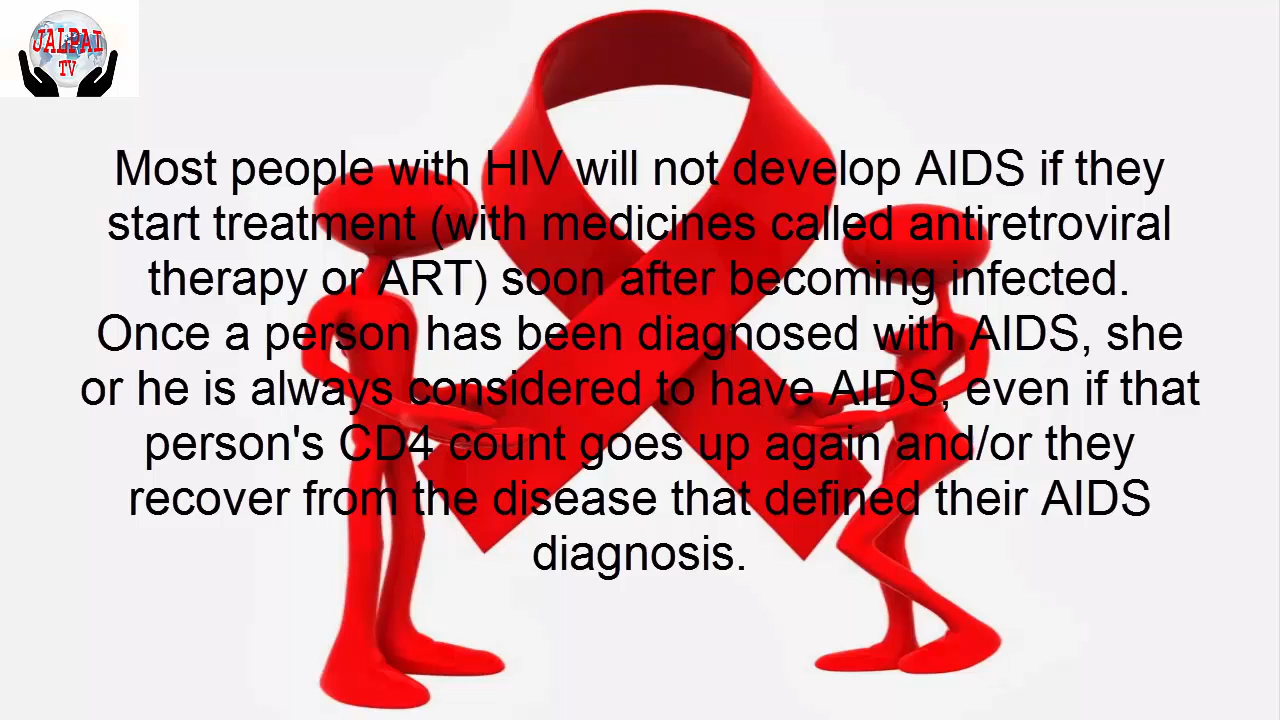 JALPAI
TV
Most people with HIV will not develop AIDS if they
start treatment (with medicines called antiretroviral
therapy or ART) soon after becoming infected.
Once a person has been diagnosed with AIDS, she
or he is always considered to have AIDS, even if that
person's CD4 count goes up again and/or they
recover from the disease that defined their AIDS
diagnosis.